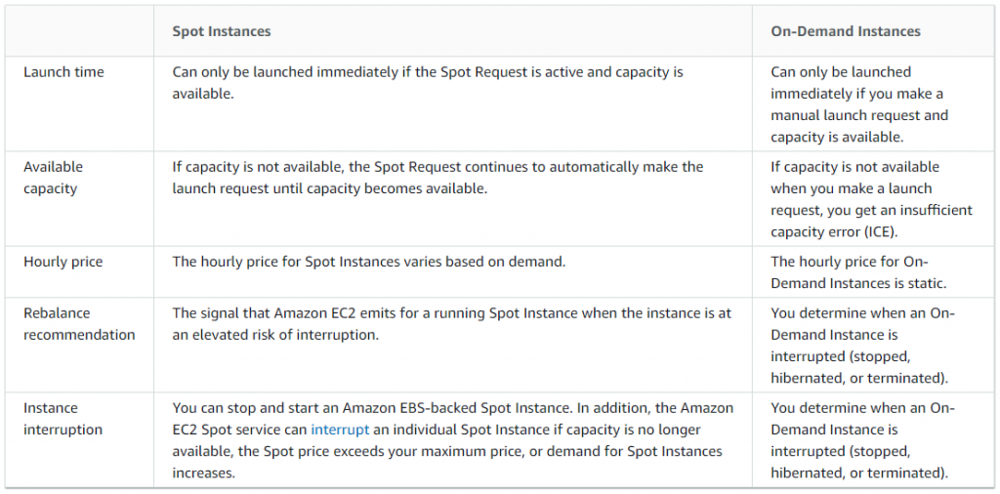 Spot Instances
On-Demand Instances
Launch time
Can only be launched immediately if the Spot Request is active and capacity is
available.
Can only be launched
immediately if you make a
manual launch request and
capacity is available.
Available
capacity
If capacity is not available, the Spot Request continues to automatically make the
launch request until capacity becomes available.
If capacity is not available
when you make a launch
request, you get an insufficient
capacity error (ICE).
Hourly price
The hourly price for Spot Instances varies based on demand.
The hourly price for On-
Demand Instances is static.
Rebalance
recommendation
The signal that Amazon EC2 emits for a running Spot Instance when the instance is at
an elevated risk of interruption.
You determine when an On-
Demand Instance is
interrupted (stopped,
hibernated, or terminated).
Instance
interruption
You can stop and start an Amazon EBS-backed Spot Instance. In addition, the Amazon
EC2 Spot service can interrupt an individual Spot Instance if capacity is no longer
available, the Spot price exceeds your maximum price, or demand for Spot Instances
increases.
You determine when an On-
Demand Instance is
interrupted (stopped,
hibernated, or terminated).